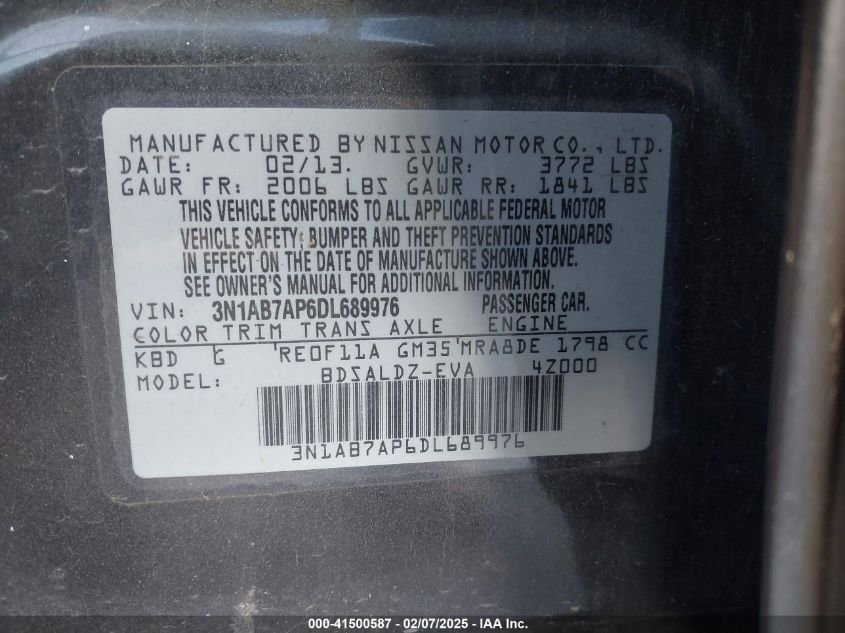 MANUFACTURED BY NISSAN MOTOR CO., LTD.
DATE: 02/13. GVWR: 3772 LBS
GAWR FR: 2006 LBS GAWR RR: 1841 LBS
THIS VEHICLE CONFORMS TO ALL APPLICABLE FEDERAL MOTOR
VEHICLE SAFETY, BUMPER AND THEFT PREVENTION STANDARDS
IN EFFECT ON THE DATE OF MANUFACTURE SHOWN ABOVE.
SEE OWNER'S MANUAL FOR ADDITIONAL INFORMATION.
VIN: 3N1AB7AP6DL689976 PASSENGER CAR.
COLOR TRIM TRANS AXLE ENGINE
KBD G RE0F11A GM35 MRA8DE 1798 CC
MODEL: BDSALDZ-EVA 4Z000
3N1AB7AP6DL689976
000-41500587 - 02/07/2025 - IAA Inc.